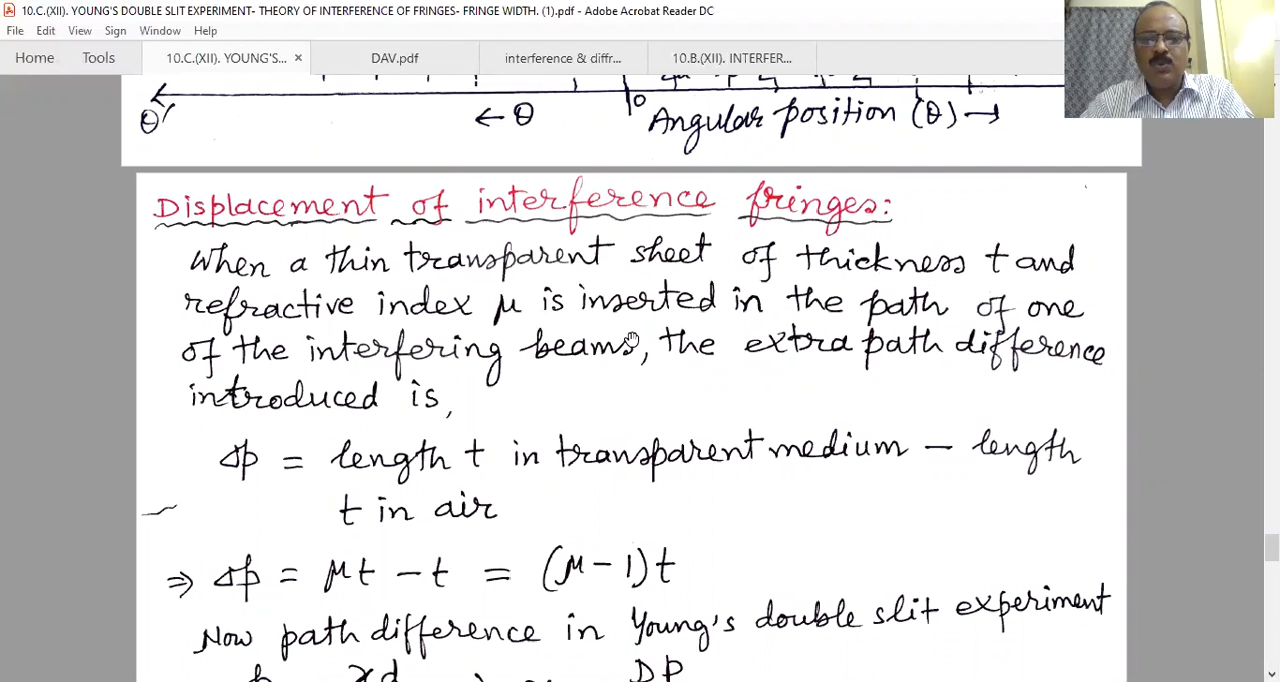 10.C.(XII). YOUNG'S DOUBLE SLIT EXPERIMENT- THEORY OF INTERFERENCE OF FRINGES- FRINGE WIDTH. (1).pdf - Adobe Acrobat Reader DC
File Edit View Sign Window Help
Home Tools 10.C.(XII). YOUNG'S... × DAV.pdf interference & diffr... 10.B.(XII). INTERFER...
θ' ← θ 0 Angular position (θ) →
Displacement of interference fringes:
When a thin transparent sheet of thickness t and
refractive index μ is inserted in the path of one
of the interfering beams, the extra path difference
introduced is,
Δp = length t in transparent medium – length
t in air
⇒ Δp = μt – t = (μ – 1)t
Now path difference in Young's double slit experiment
xd DP